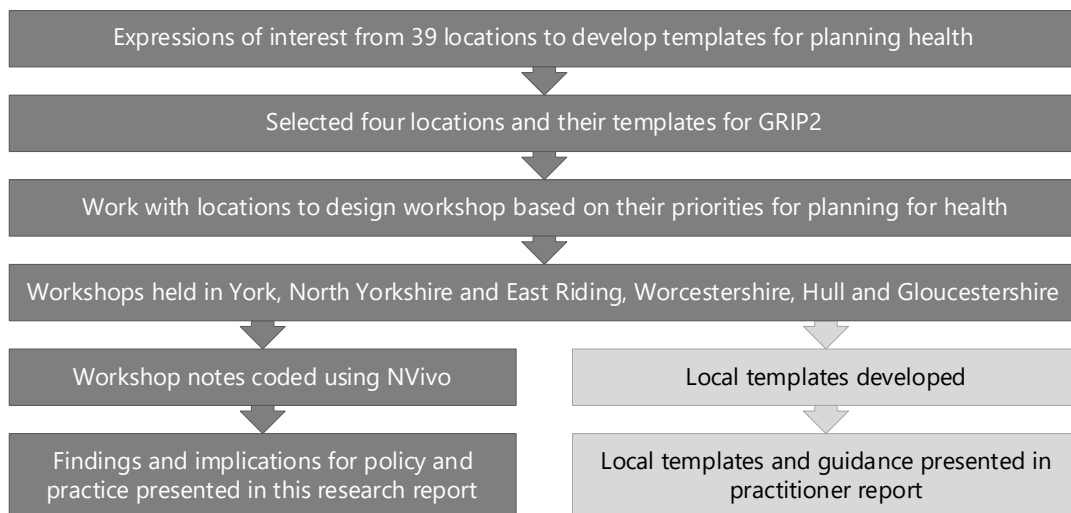 Expressions of interest from 39 locations to develop templates for planning health
Selected four locations and their templates for GRIP2
Work with locations to design workshop based on their priorities for planning for health
Workshops held in York, North Yorkshire and East Riding, Worcestershire, Hull and Gloucestershire
Workshop notes coded using NVivo
Local templates developed
Findings and implications for policy and
practice presented in this research report
Local templates and guidance presented in
practitioner report